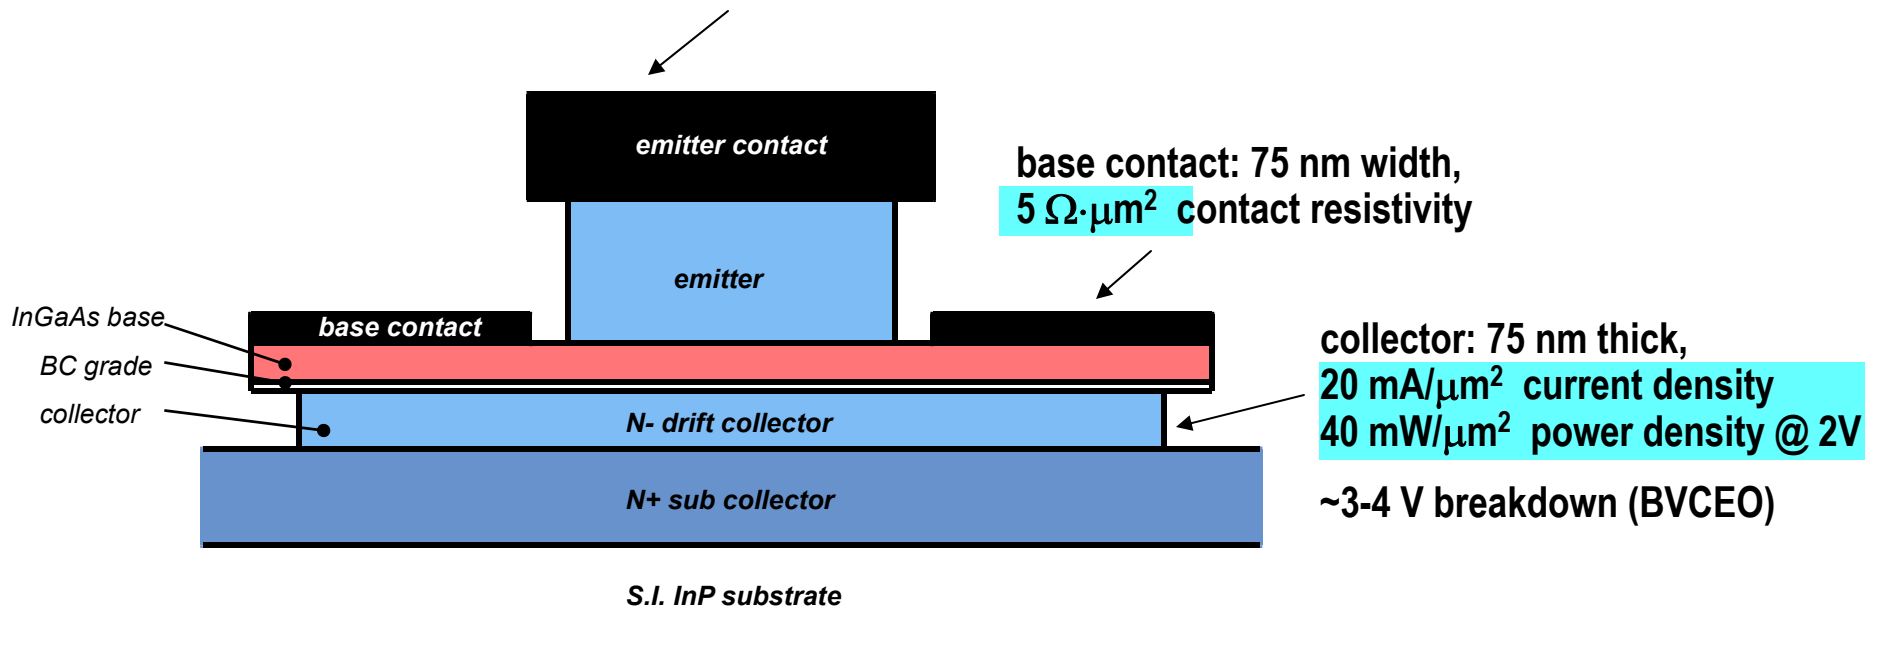 emitter contact
base contact: 75 nm width,
5 Ω·μm² contact resistivity
emitter
InGaAs base
base contact
BC grade
collector
collector: 75 nm thick,
20 mA/μm² current density
40 mW/μm² power density @ 2V
~3-4 V breakdown (BVCEO)
N- drift collector
N+ sub collector
S.I. InP substrate